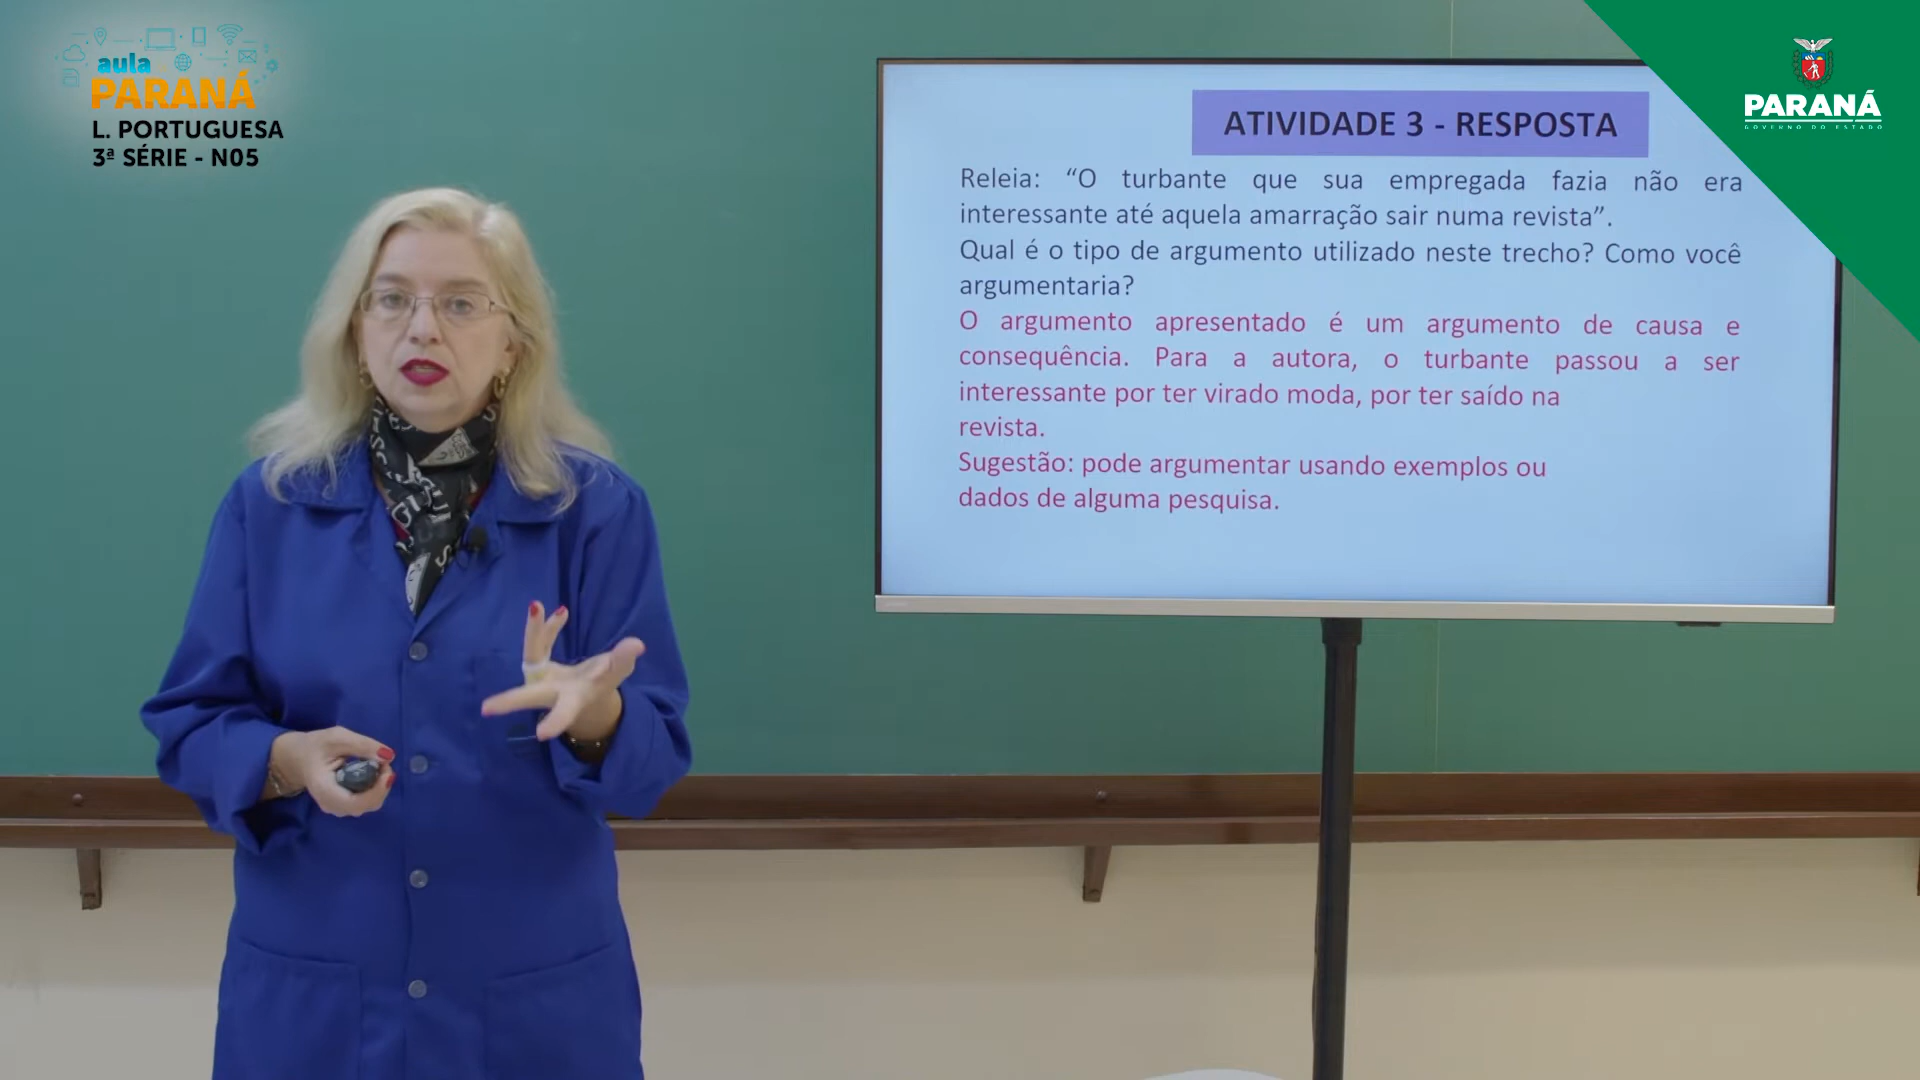 aula
PARANÁ
L. PORTUGUESA
3ª SÉRIE - N05
PARANÁ
GOVERNO DO ESTADO
ATIVIDADE 3 - RESPOSTA
Releia: “O turbante que sua empregada fazia não era
interessante até aquela amarração sair numa revista”.
Qual é o tipo de argumento utilizado neste trecho? Como você
argumentaria?
O argumento apresentado é um argumento de causa e
consequência. Para a autora, o turbante passou a ser
interessante por ter virado moda, por ter saído na
revista.
Sugestão: pode argumentar usando exemplos ou
dados de alguma pesquisa.